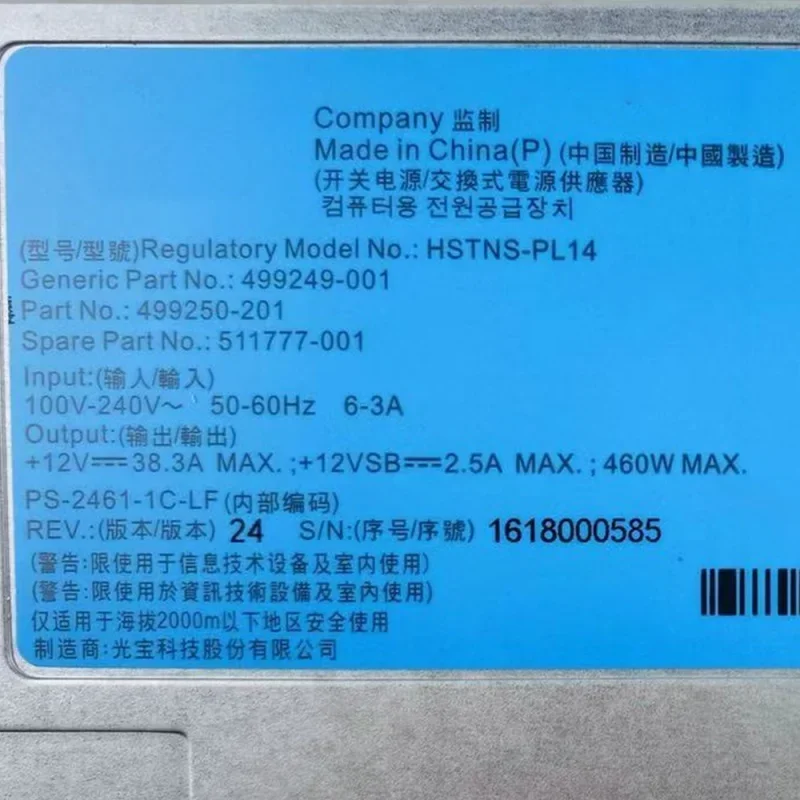 Company 监制
Made in China(P) (中国制造/中國製造)
(开关电源/交換式電源供應器)
컴퓨터용 전원공급장치
(型号/型號)Regulatory Model No.: HSTNS-PL14
Generic Part No.: 499249-001
Part No.: 499250-201
Spare Part No.: 511777-001
Input:(输入/輸入)
100V-240V～ 50-60Hz 6-3A
Output:(输出/輸出)
+12V⎓38.3A MAX. ;+12VSB⎓2.5A MAX. ; 460W MAX.
PS-2461-1C-LF (内部编码)
REV.:(版本/版本) 24 S/N:(序号/序號) 1618000585
(警告:限使用于信息技术设备及室内使用)
(警告:限使用於資訊技術設備及室內使用)
仅适用于海拔2000m以下地区安全使用
制造商:光宝科技股份有限公司